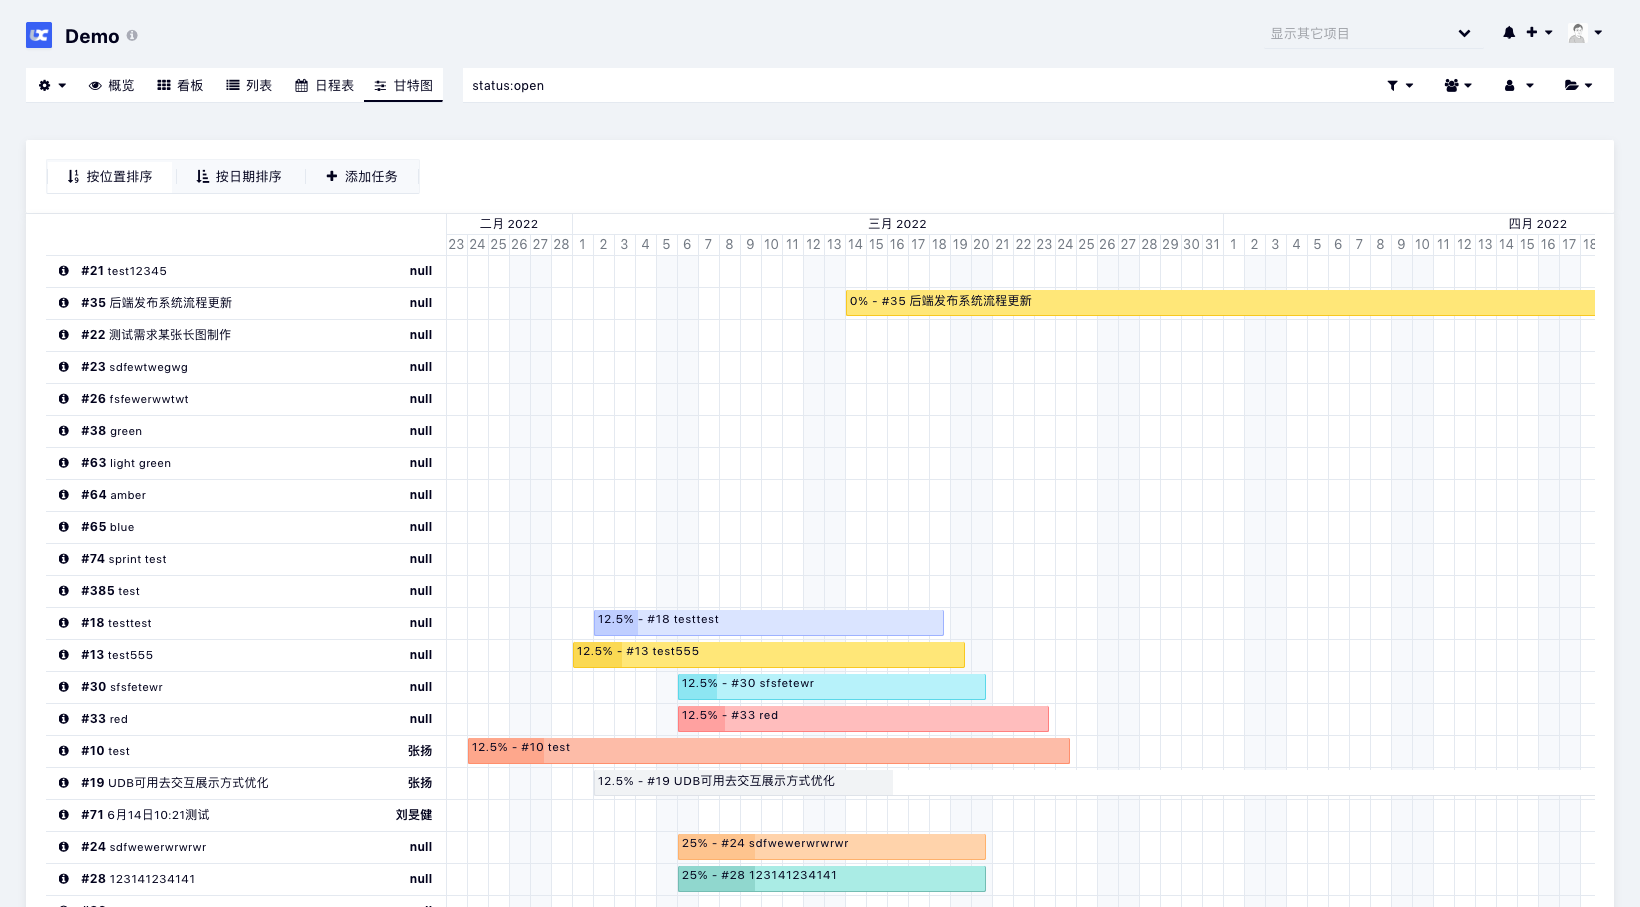 Demo
显示其它项目
概览 看板 列表 日程表 甘特图
status:open
按位置排序 按日期排序 添加任务
二月 2022 三月 2022 四月 2022
23 24 25 26 27 28 1 2 3 4 5 6 7 8 9 10 11 12 13 14 15 16 17 18 19 20 21 22 23 24 25 26 27 28 29 30 31 1 2 3 4 5 6 7 8 9 10 11 12 13 14 15 16 17 18
#21 test12345 null
#35 后端发布系统流程更新 null 0% - #35 后端发布系统流程更新
#22 测试需求某张长图制作 null
#23 sdfewtwegwg null
#26 fsfewerwwtwt null
#38 green null
#63 light green null
#64 amber null
#65 blue null
#74 sprint test null
#385 test null
#18 testtest null 12.5% - #18 testtest
#13 test555 null 12.5% - #13 test555
#30 sfsfetewr null 12.5% - #30 sfsfetewr
#33 red null 12.5% - #33 red
#10 test 张扬 12.5% - #10 test
#19 UDB可用去交互展示方式优化 张扬 12.5% - #19 UDB可用去交互展示方式优化
#71 6月14日10:21测试 刘旻健
#24 sdfwewerwrwrwr null 25% - #24 sdfwewerwrwrwr
#28 123141234141 null 25% - #28 123141234141